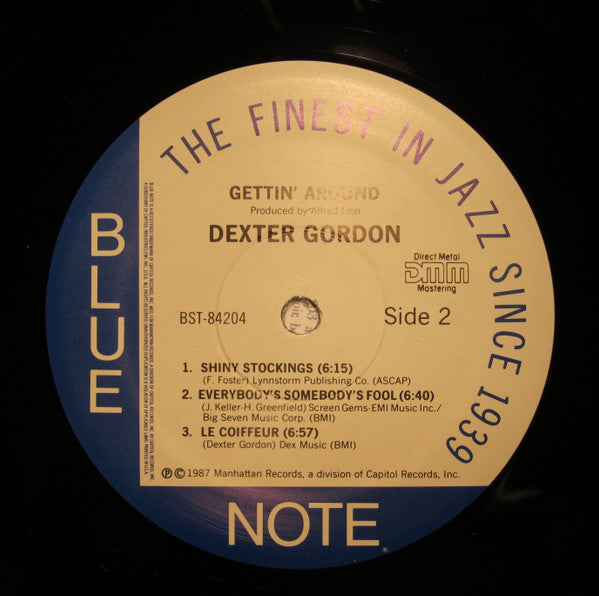 THE FINEST IN JAZZ SINCE 1939
GETTIN' AROUND
Produced by Alfred Lion
DEXTER GORDON
Direct Metal
DMM
Mastering
BST-84204
Side 2
1. SHINY STOCKINGS (6:15)
(F. Foster) Lynnstorm Publishing Co. (ASCAP)
2. EVERYBODY'S SOMEBODY'S FOOL (6:40)
(J. Keller-H. Greenfield) Screen Gems-EMI Music Inc./
Big Seven Music Corp. (BMI)
3. LE COIFFEUR (6:57)
(Dexter Gordon) Dex Music (BMI)
℗ © 1987 Manhattan Records, a division of Capitol Records, Inc.
BLUE
NOTE®